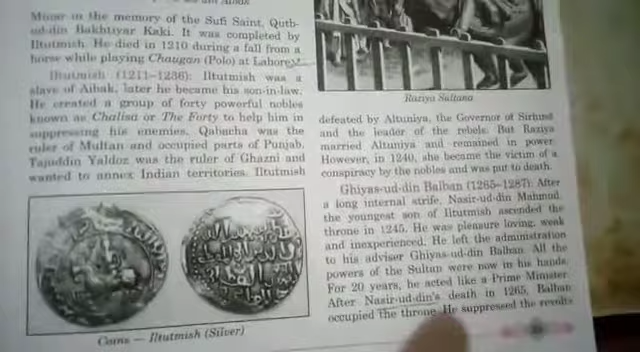 Minar in the memory of the Sufi Saint, Qutb-
ud-din Bakhtiyar Kaki. It was completed by
Iltutmish. He died in 1210 during a fall from a
horse while playing Chaugan (Polo) at Lahore
Iltutmish (1211–1236): Iltutmish was a
slave of Aibak, later he became his son-in-law.
He created a group of forty powerful nobles
known as Chalisa or The Forty to help him in
suppressing his enemies. Qabacha was the
ruler of Multan and occupied parts of Punjab.
Tajuddin Yaldoz was the ruler of Ghazni and
wanted to annex Indian territories. Iltutmish
Coins — Iltutmish (Silver)
Raziya Sultana
defeated by Altuniya, the Governor of Sirhind
and the leader of the rebels. But Raziya
married Altuniya and remained in power.
However, in 1240, she became the victim of a
conspiracy by the nobles and was put to death.
Ghiyas-ud-din Balban (1265–1287): After
a long internal strife, Nasir-ud-din Mahmud,
the youngest son of Iltutmish ascended the
throne in 1245. He was pleasure loving, weak
and inexperienced. He left the administration
to his adviser Ghiyas-ud-din Balban. All the
powers of the Sultan were now in his hands.
For 20 years, he acted like a Prime Minister.
After Nasir-ud-din's death in 1265, Balban
occupied the throne. He suppressed the revolts